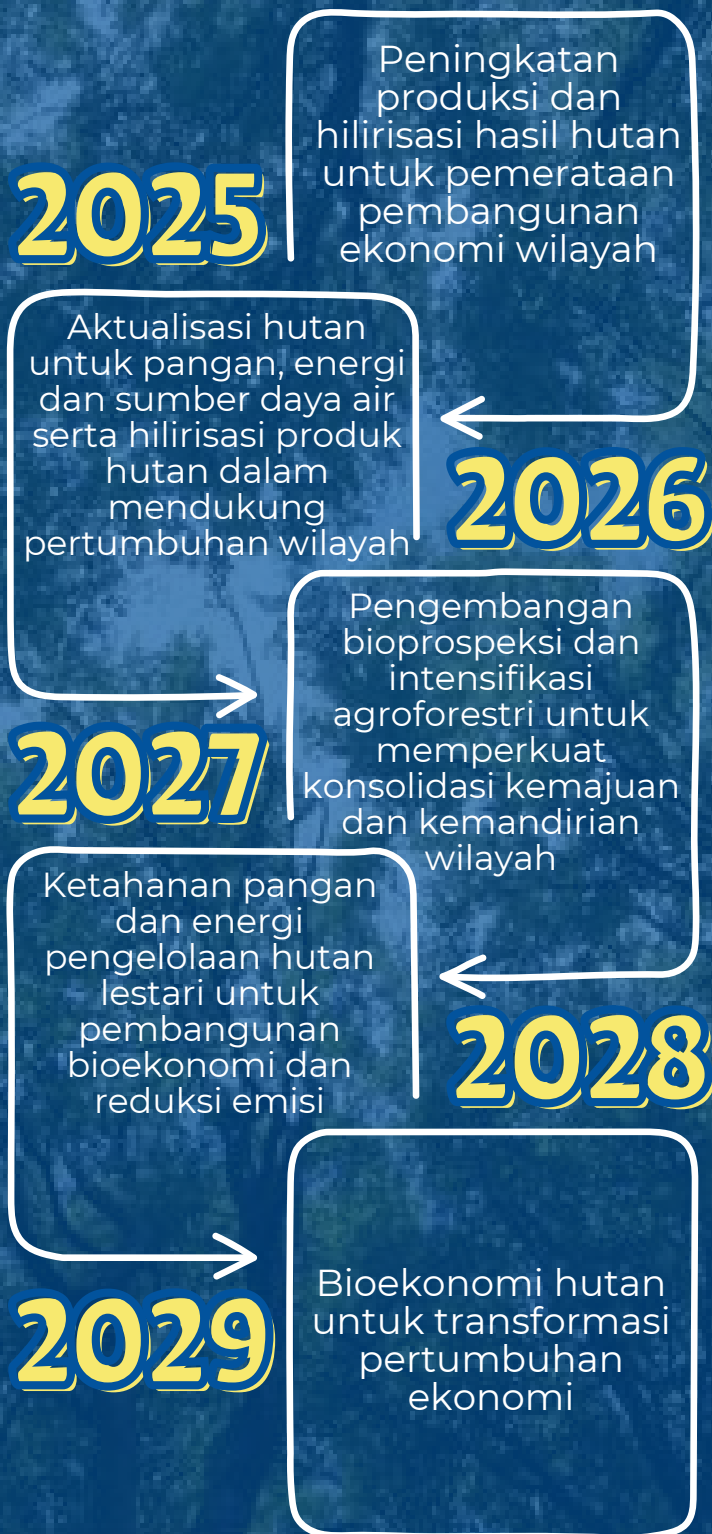 2025
Peningkatan
produksi dan
hilirisasi hasil hutan
untuk pemerataan
pembangunan
ekonomi wilayah
2026
Aktualisasi hutan
untuk pangan, energi
dan sumber daya air
serta hilirisasi produk
hutan dalam
mendukung
pertumbuhan wilayah
2027
Pengembangan
bioprospeksi dan
intensifikasi
agroforestri untuk
memperkuat
konsolidasi kemajuan
dan kemandirian
wilayah
2028
Ketahanan pangan
dan energi
pengelolaan hutan
lestari untuk
pembangunan
bioekonomi dan
reduksi emisi
2029
Bioekonomi hutan
untuk transformasi
pertumbuhan
ekonomi